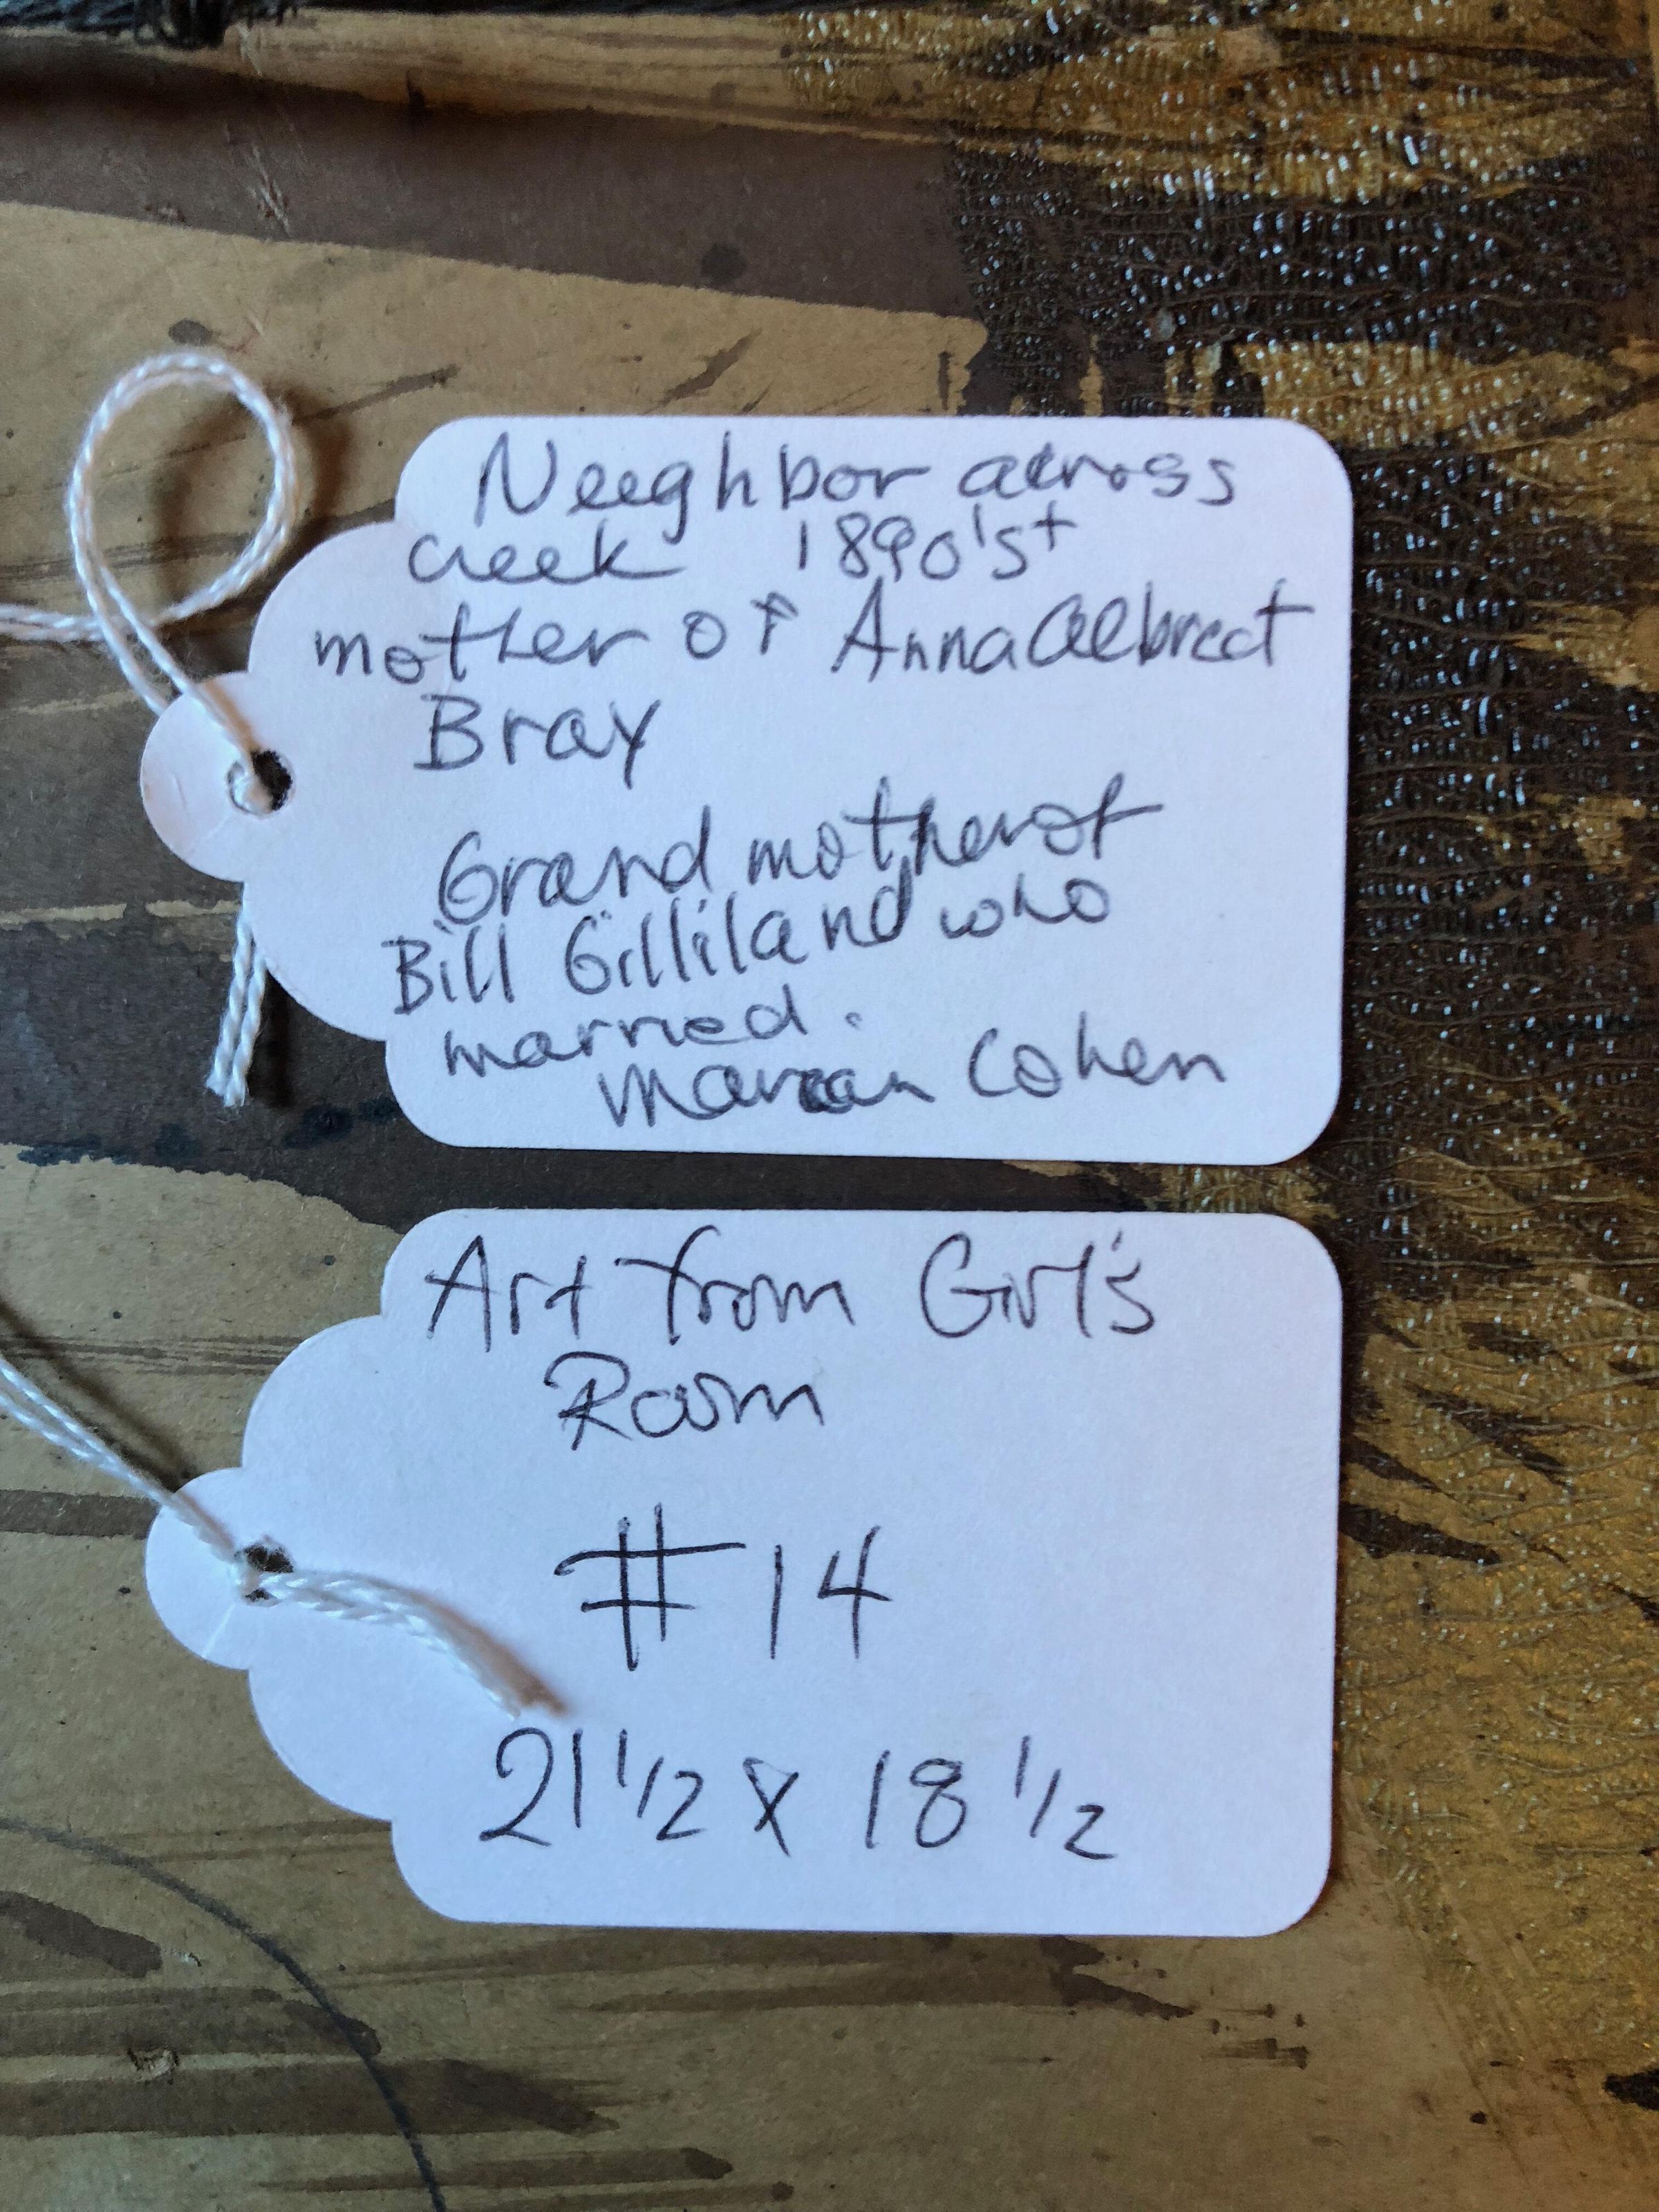 Neighbor across
creek 1890's+
mother of Anna Albrect
Bray
Grandmother of
Bill Gilliland who
married.
Cohen
Art from Girl's
Room
#14
21 1/2 x 18 1/2